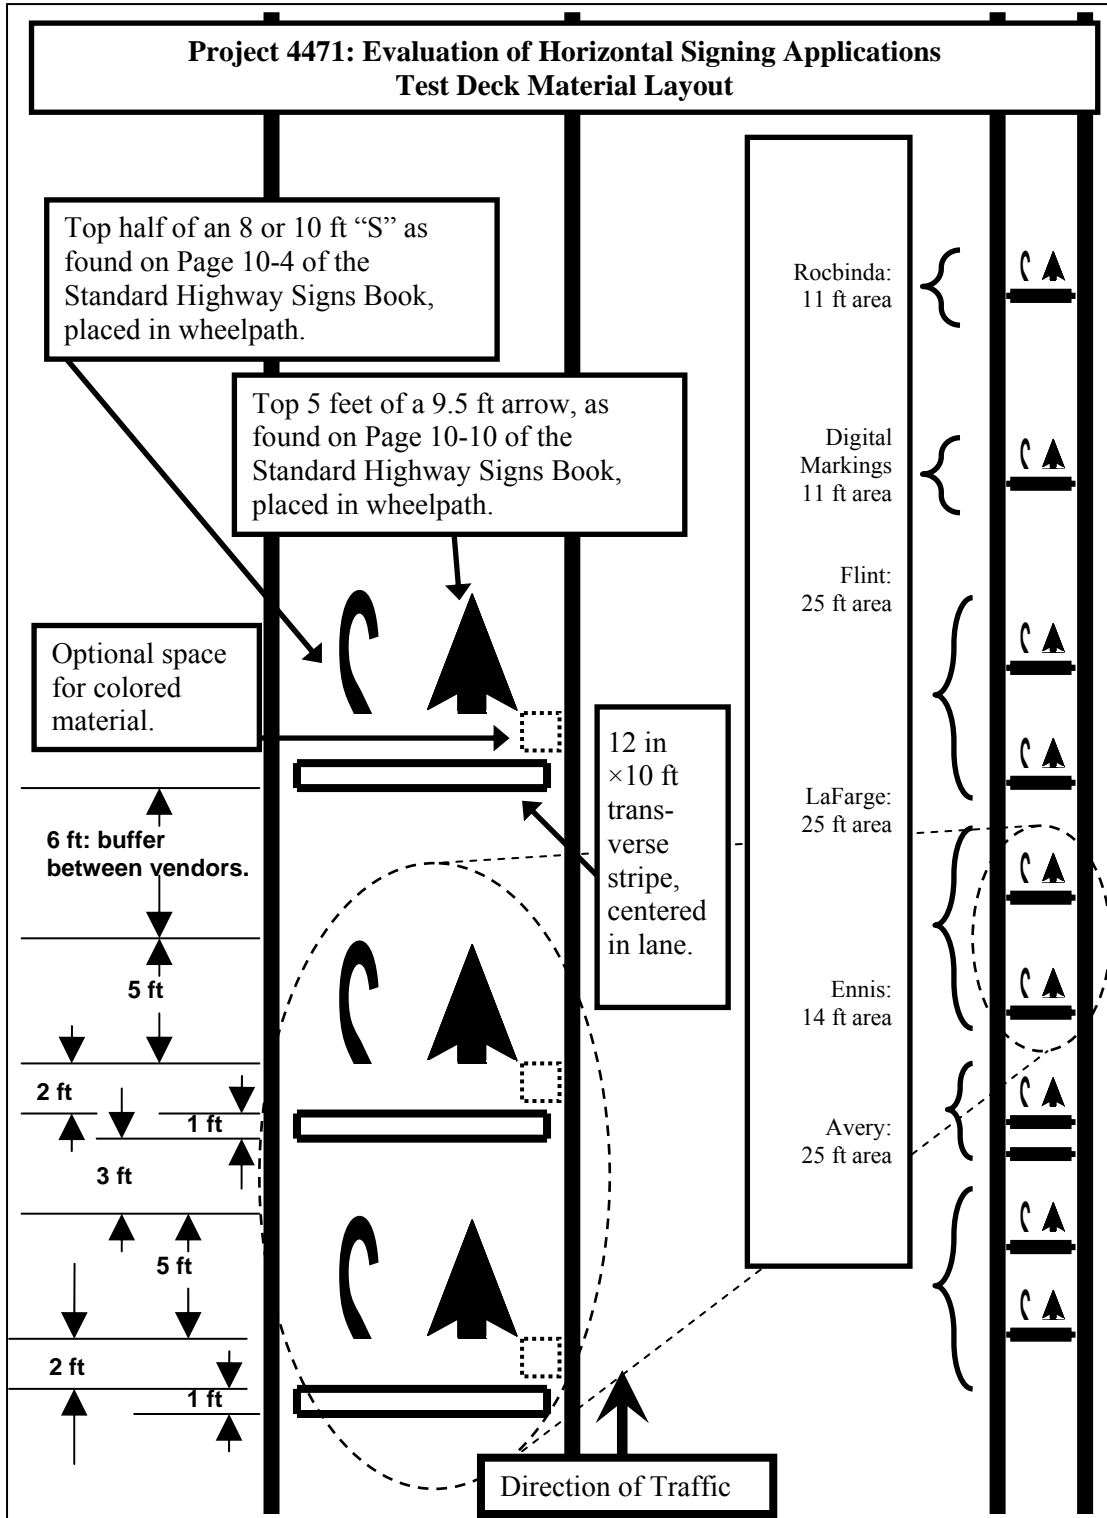 Project 4471: Evaluation of Horizontal Signing Applications
Test Deck Material Layout
Top half of an 8 or 10 ft “S” as
found on Page 10-4 of the
Standard Highway Signs Book,
placed in wheelpath.
Top 5 feet of a 9.5 ft arrow, as
found on Page 10-10 of the
Standard Highway Signs Book,
placed in wheelpath.
Optional space
for colored
material.
12 in
×10 ft
trans-
verse
stripe,
centered
in lane.
6 ft: buffer
between vendors.
5 ft
2 ft
1 ft
3 ft
5 ft
2 ft
1 ft
Direction of Traffic
Rocbinda:
11 ft area
Digital
Markings
11 ft area
Flint:
25 ft area
LaFarge:
25 ft area
Ennis:
14 ft area
Avery:
25 ft area